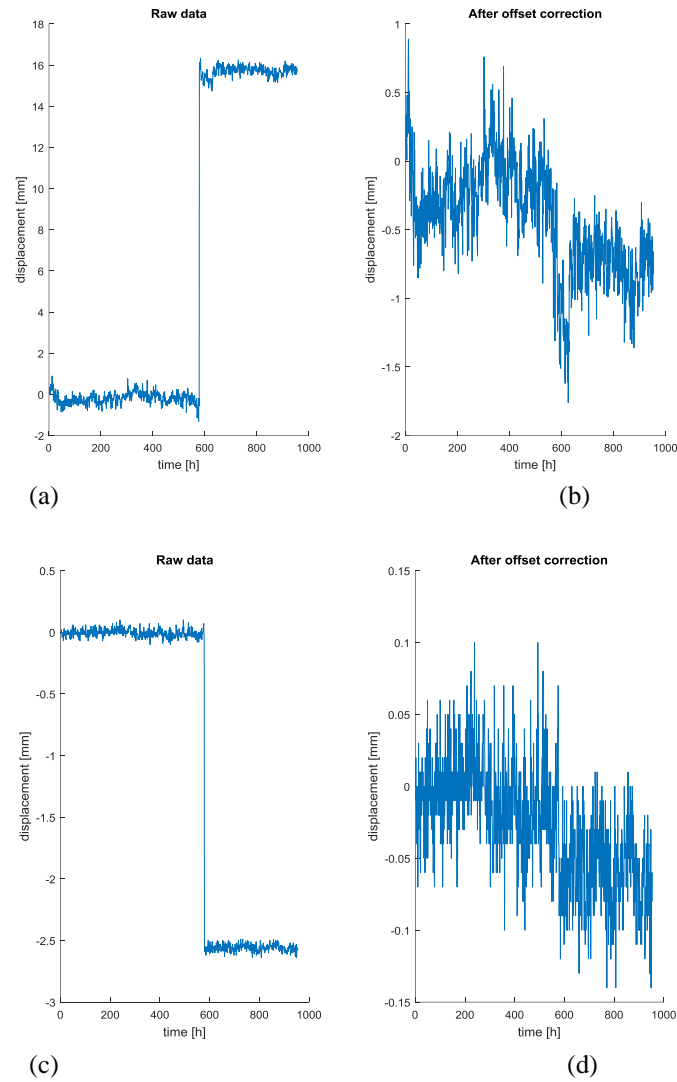 Raw data
After offset correction
18
16
14
12
10
8
6
4
2
0
-2
displacement [mm]
0 200 400 600 800 1000
time [h]
1
0.5
0
-0.5
-1
-1.5
-2
displacement [mm]
0 200 400 600 800 1000
time [h]
(a)
(b)
Raw data
After offset correction
0.5
0
-0.5
-1
-1.5
-2
-2.5
-3
displacement [mm]
0 200 400 600 800 1000
time [h]
0.15
0.1
0.05
0
-0.05
-0.1
-0.15
displacement [mm]
0 200 400 600 800 1000
time [h]
(c)
(d)